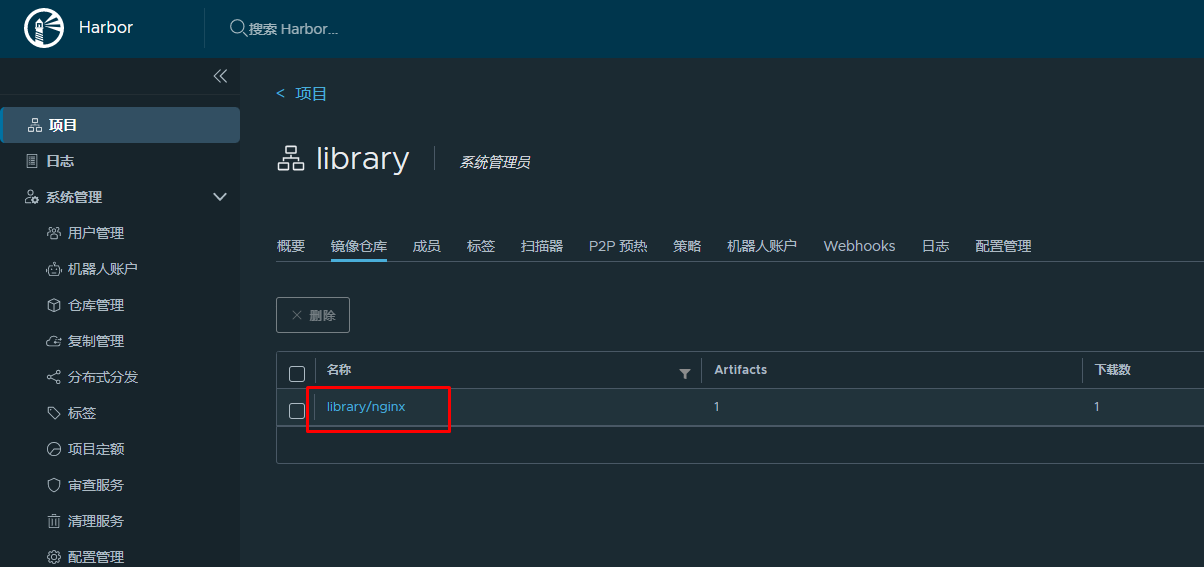 Harbor
搜索 Harbor...
项目
日志
系统管理
用户管理
机器人账户
仓库管理
复制管理
分布式分发
标签
项目定额
审查服务
清理服务
配置管理
< 项目
library 系统管理员
概要 镜像仓库 成员 标签 扫描器 P2P 预热 策略 机器人账户 Webhooks 日志 配置管理
× 删除
名称 Artifacts 下载数
library/nginx 1 1